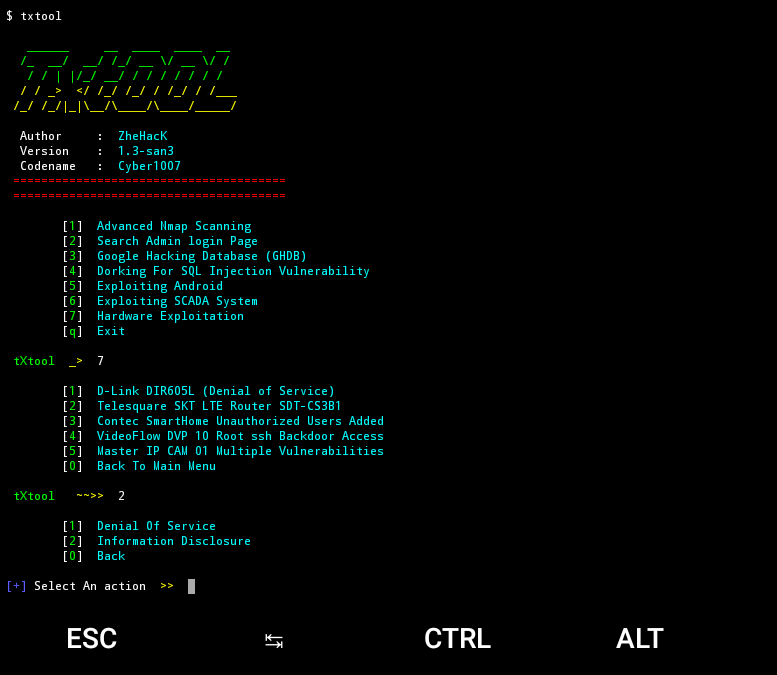 $ txtool
Author : ZheHacK
Version : 1.3-san3
Codename : Cyber1007
=======================================
=======================================
[1] Advanced Nmap Scanning
[2] Search Admin login Page
[3] Google Hacking Database (GHDB)
[4] Dorking For SQL Injection Vulnerability
[5] Exploiting Android
[6] Exploiting SCADA System
[7] Hardware Exploitation
[q] Exit
tXtool _> 7
[1] D-Link DIR605L (Denial of Service)
[2] Telesquare SKT LTE Router SDT-CS3B1
[3] Contec SmartHome Unauthorized Users Added
[4] VideoFlow DVP 10 Root ssh Backdoor Access
[5] Master IP CAM 01 Multiple Vulnerabilities
[0] Back To Main Menu
tXtool ~~>> 2
[1] Denial Of Service
[2] Information Disclosure
[0] Back
[+] Select An action >>
ESC ↹ CTRL ALT